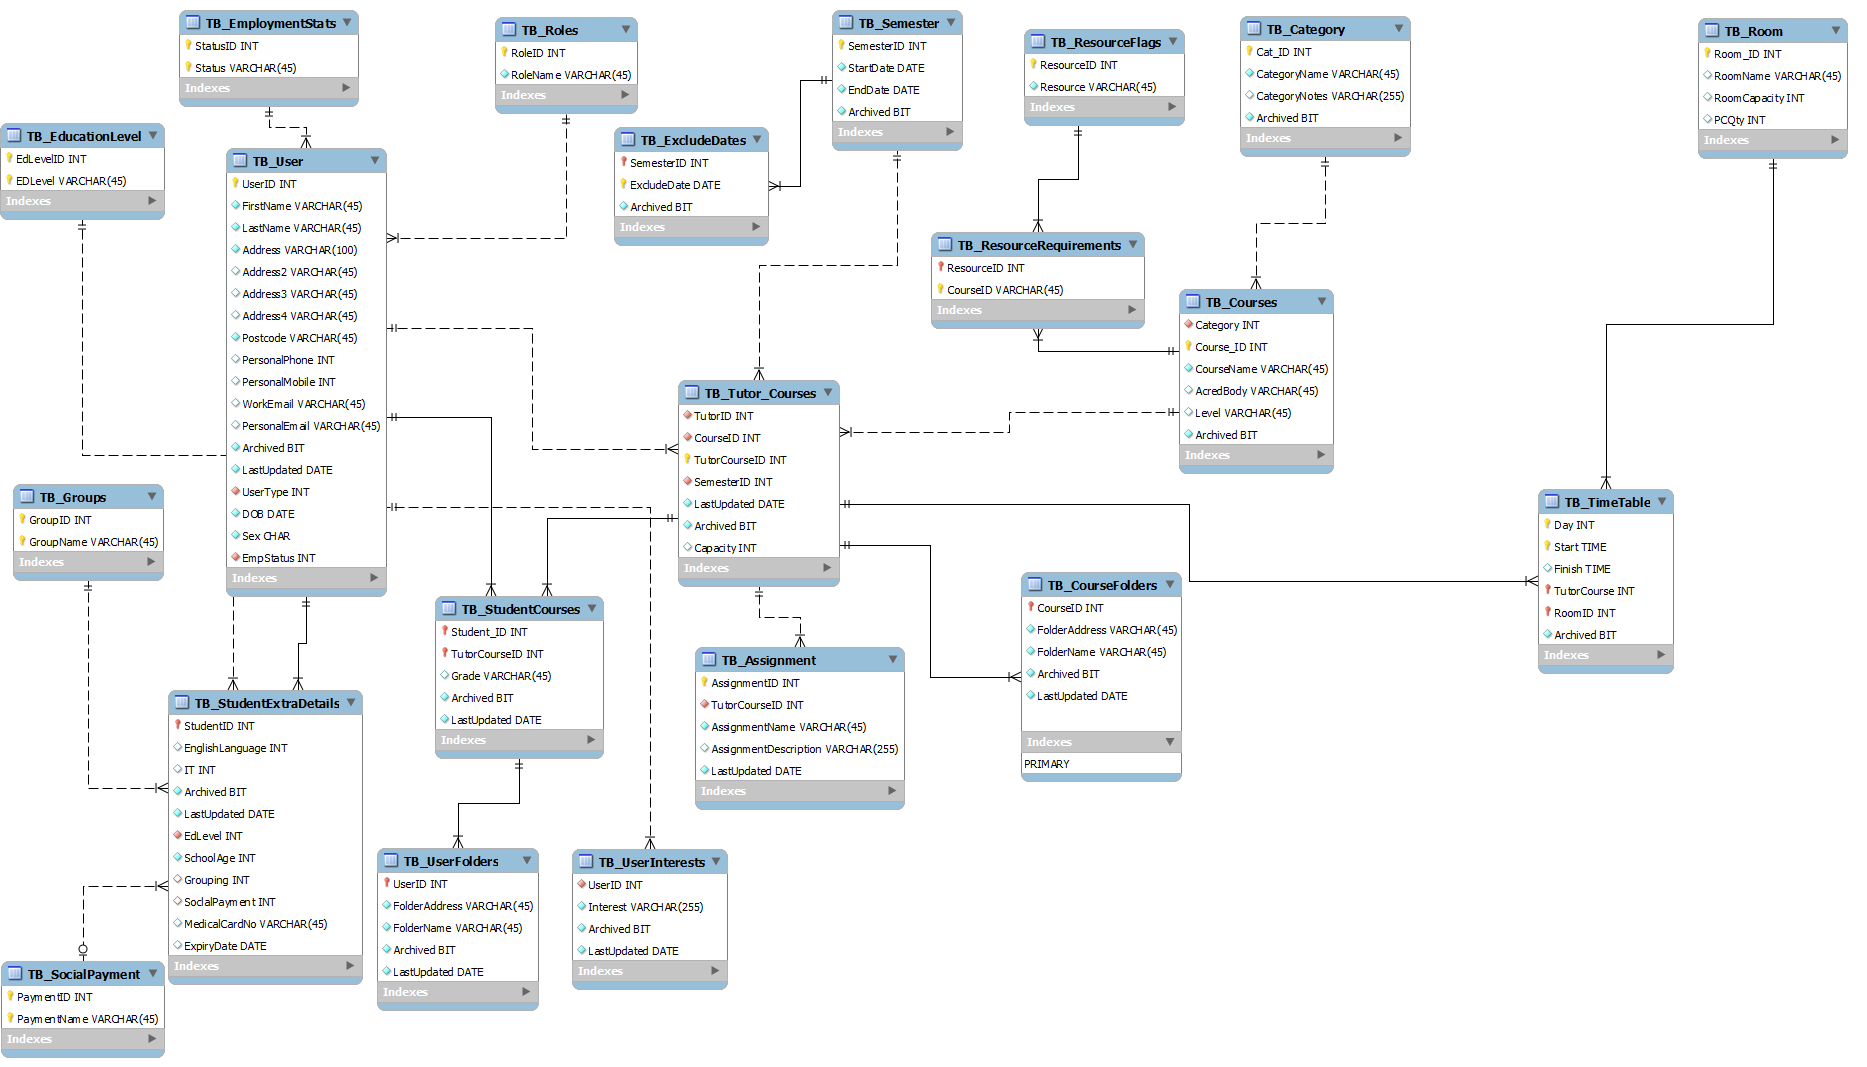 TB_EmploymentStats
StatusID INT
Status VARCHAR(45)
Indexes
TB_Roles
RoleID INT
RoleName VARCHAR(45)
Indexes
TB_Semester
SemesterID INT
StartDate DATE
EndDate DATE
Archived BIT
Indexes
TB_ResourceFlags
ResourceID INT
Resource VARCHAR(45)
Indexes
TB_Category
Cat_ID INT
CategoryName VARCHAR(45)
CategoryNotes VARCHAR(255)
Archived BIT
Indexes
TB_Room
Room_ID INT
RoomName VARCHAR(45)
RoomCapacity INT
PCQty INT
Indexes
TB_EducationLevel
EdLevelID INT
EDLevel VARCHAR(45)
Indexes
TB_User
UserID INT
FirstName VARCHAR(45)
LastName VARCHAR(45)
Address VARCHAR(100)
Address2 VARCHAR(45)
Address3 VARCHAR(45)
Address4 VARCHAR(45)
Postcode VARCHAR(45)
PersonalPhone INT
PersonalMobile INT
WorkEmail VARCHAR(45)
PersonalEmail VARCHAR(45)
Archived BIT
LastUpdated DATE
UserType INT
DOB DATE
Sex CHAR
EmpStatus INT
Indexes
TB_ExcludeDates
SemesterID INT
ExcludeDate DATE
Archived BIT
Indexes
TB_ResourceRequirements
ResourceID INT
CourseID VARCHAR(45)
Indexes
TB_Courses
Category INT
Course_ID INT
CourseName VARCHAR(45)
AcredBody VARCHAR(45)
Level VARCHAR(45)
Archived BIT
Indexes
TB_Tutor_Courses
TutorID INT
CourseID INT
TutorCourseID INT
SemesterID INT
LastUpdated DATE
Archived BIT
Capacity INT
Indexes
TB_Groups
GroupID INT
GroupName VARCHAR(45)
Indexes
TB_TimeTable
Day INT
Start TIME
Finish TIME
TutorCourse INT
RoomID INT
Archived BIT
Indexes
TB_CourseFolders
CourseID INT
FolderAddress VARCHAR(45)
FolderName VARCHAR(45)
Archived BIT
LastUpdated DATE
Indexes
PRIMARY
TB_StudentCourses
Student_ID INT
TutorCourseID INT
Grade VARCHAR(45)
Archived BIT
LastUpdated DATE
Indexes
TB_Assignment
AssignmentID INT
TutorCourseID INT
AssignmentName VARCHAR(45)
AssignmentDescription VARCHAR(255)
LastUpdated DATE
Indexes
TB_StudentExtraDetails
StudentID INT
EnglishLanguage INT
IT INT
Archived BIT
LastUpdated DATE
EdLevel INT
SchoolAge INT
Grouping INT
SocialPayment INT
MedicalCardNo VARCHAR(45)
ExpiryDate DATE
Indexes
TB_UserFolders
UserID INT
FolderAddress VARCHAR(45)
FolderName VARCHAR(45)
Archived BIT
LastUpdated DATE
Indexes
TB_UserInterests
UserID INT
Interest VARCHAR(255)
Archived BIT
LastUpdated DATE
Indexes
TB_SocialPayment
PaymentID INT
PaymentName VARCHAR(45)
Indexes